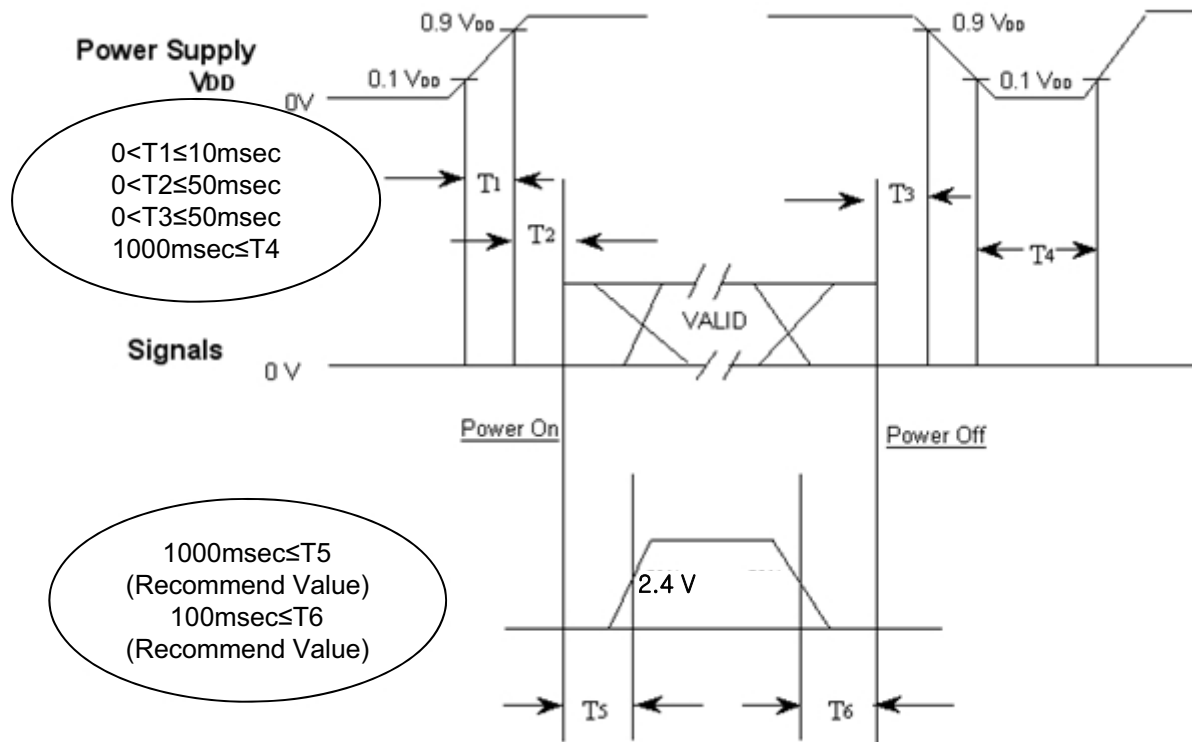 0.9 VDD
0.9 VDD
Power Supply
VDD
0.1 VDD
0.1 VDD
0V
0<T1≤10msec
0<T2≤50msec
0<T3≤50msec
1000msec≤T4
T1
T3
T2
T4
VALID
Signals
0 V
Power On
Power Off
1000msec≤T5
(Recommend Value)
100msec≤T6
(Recommend Value)
2.4 V
T5
T6